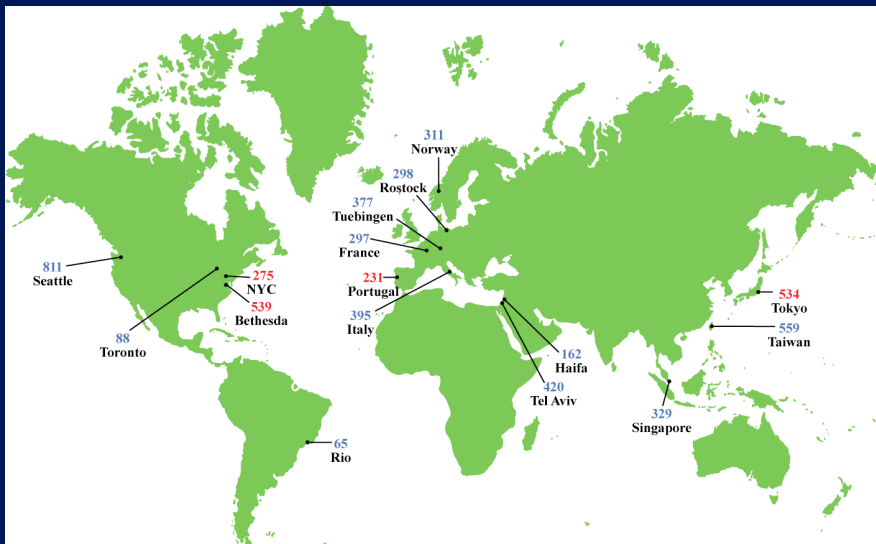 311
Norway
298
Rostock
377
Tuebingen
297
France
231
Portugal
395
Italy
811
Seattle
275
NYC
539
Bethesda
88
Toronto
534
Tokyo
559
Taiwan
162
Haifa
420
Tel Aviv
329
Singapore
65
Rio